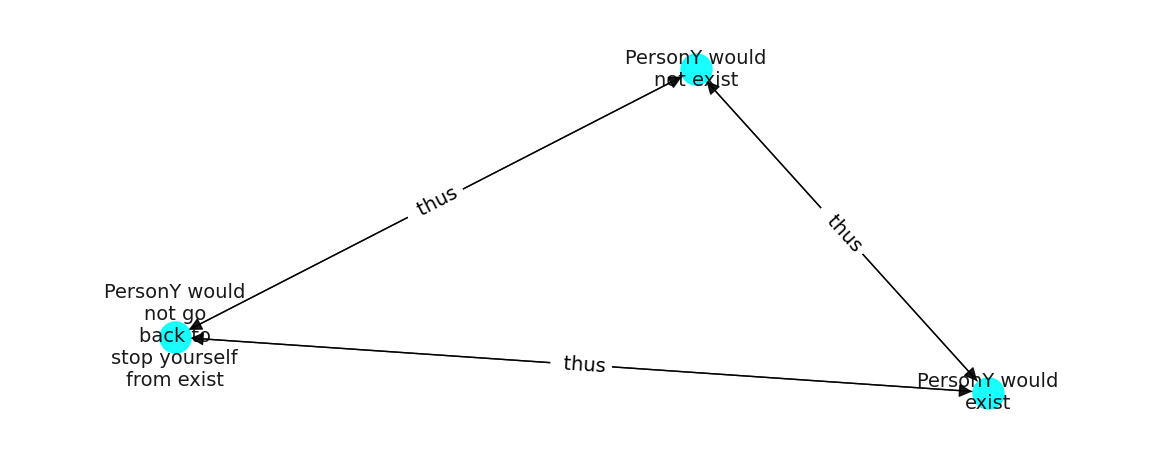 PersonY would
not exist
thus
thus
PersonY would
not go
back to
stop yourself
from exist
thus
PersonY would
exist